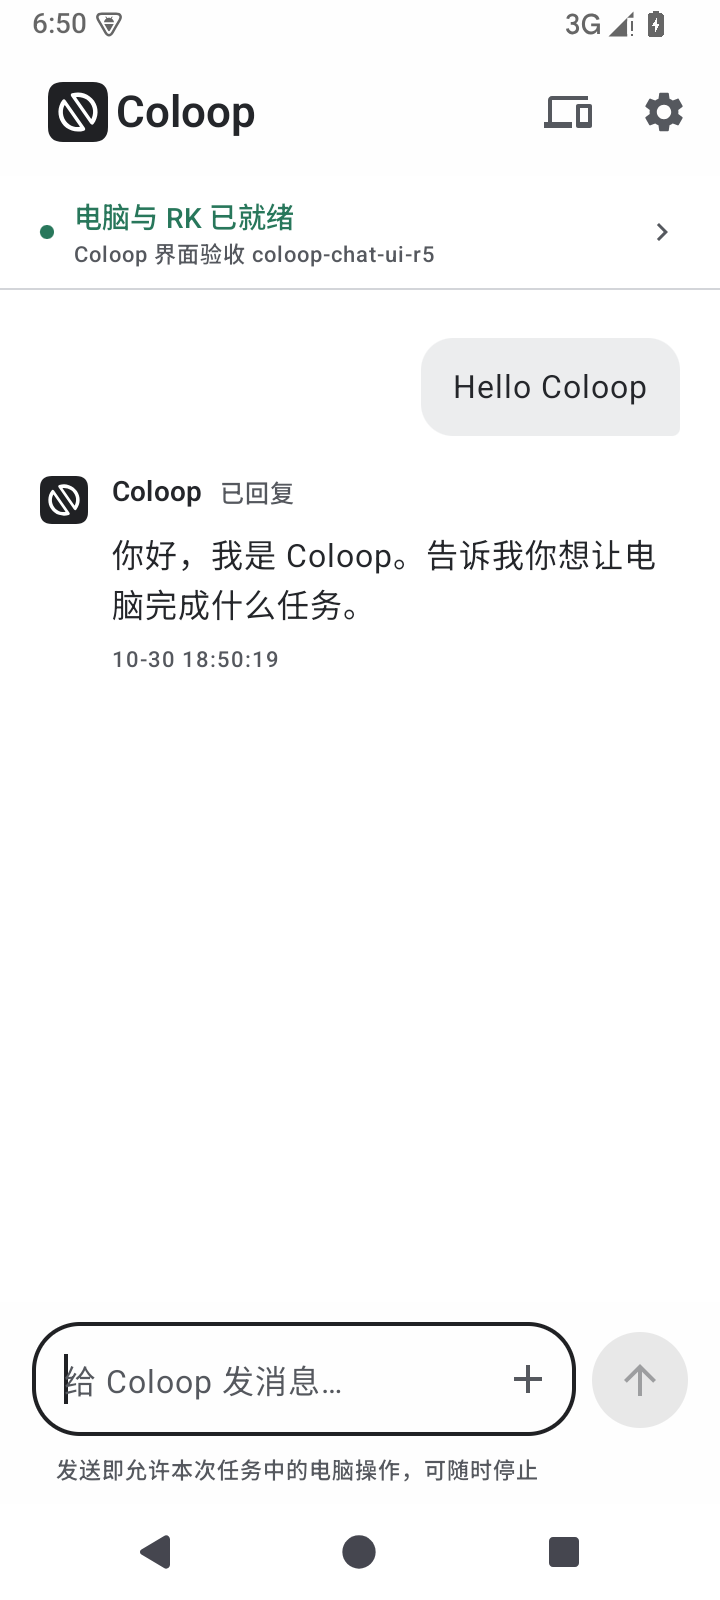 6:50
3G
Coloop
电脑与 RK 已就绪
Coloop 界面验收 coloop-chat-ui-r5
Hello Coloop
Coloop 已回复
你好，我是 Coloop。告诉我你想让电
脑完成什么任务。
10-30 18:50:19
给 Coloop 发消息…
发送即允许本次任务中的电脑操作，可随时停止